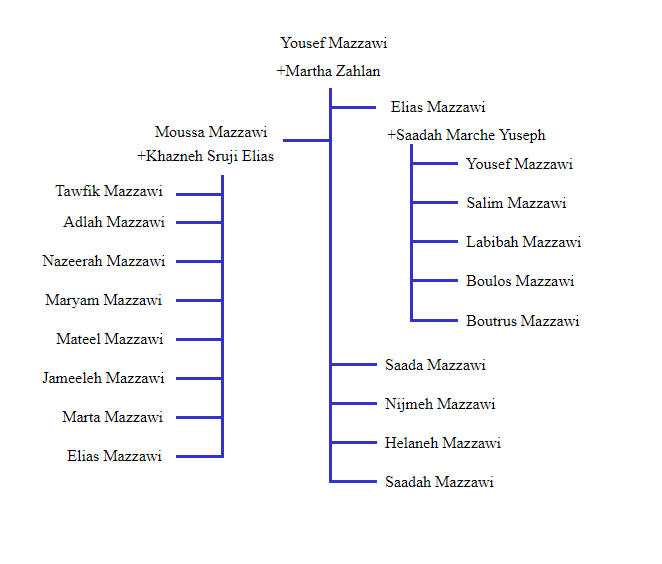 Yousef Mazzawi
+Martha Zahlan
Elias Mazzawi
+Saadah Marche Yuseph
Yousef Mazzawi
Salim Mazzawi
Labibah Mazzawi
Boulos Mazzawi
Boutrus Mazzawi
Moussa Mazzawi
+Khazneh Sruji Elias
Tawfik Mazzawi
Adlah Mazzawi
Nazeerah Mazzawi
Maryam Mazzawi
Mateel Mazzawi
Jameeleh Mazzawi
Marta Mazzawi
Elias Mazzawi
Saada Mazzawi
Nijmeh Mazzawi
Helaneh Mazzawi
Saadah Mazzawi